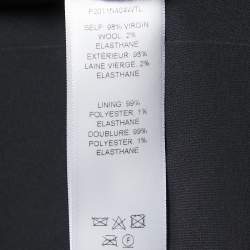 SELF: 98% VIRGIN
WOOL, 2%
ELASTHANE
EXTERIEUR: 98%
LAINE VIERGE, 2%
ELASTHANE
LINING: 99%
POLYESTER, 1%
ELASTHANE
DOUBLURE: 99%
POLYESTER, 1%
ELASTHANE